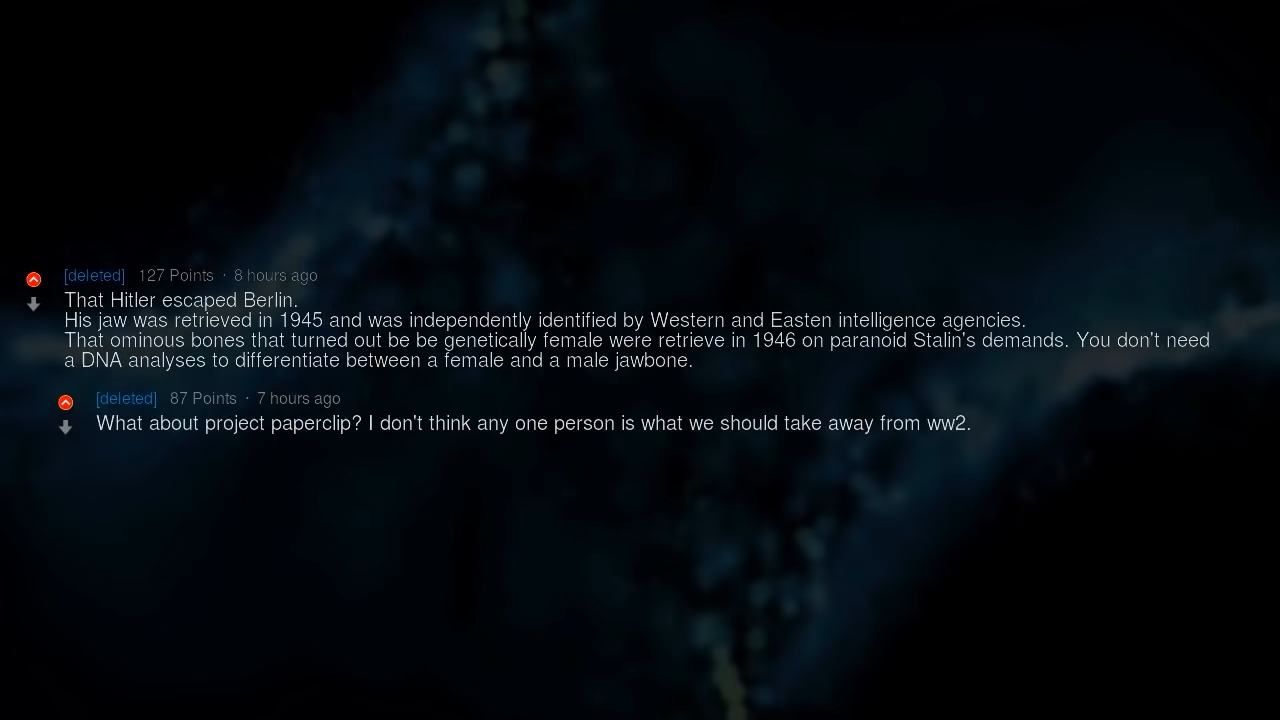 [deleted] 127 Points · 8 hours ago
That Hitler escaped Berlin.
His jaw was retrieved in 1945 and was independently identified by Western and Easten intelligence agencies.
That ominous bones that turned out be be genetically female were retrieve in 1946 on paranoid Stalin's demands. You don't need
a DNA analyses to differentiate between a female and a male jawbone.
[deleted] 87 Points · 7 hours ago
What about project paperclip? I don't think any one person is what we should take away from ww2.